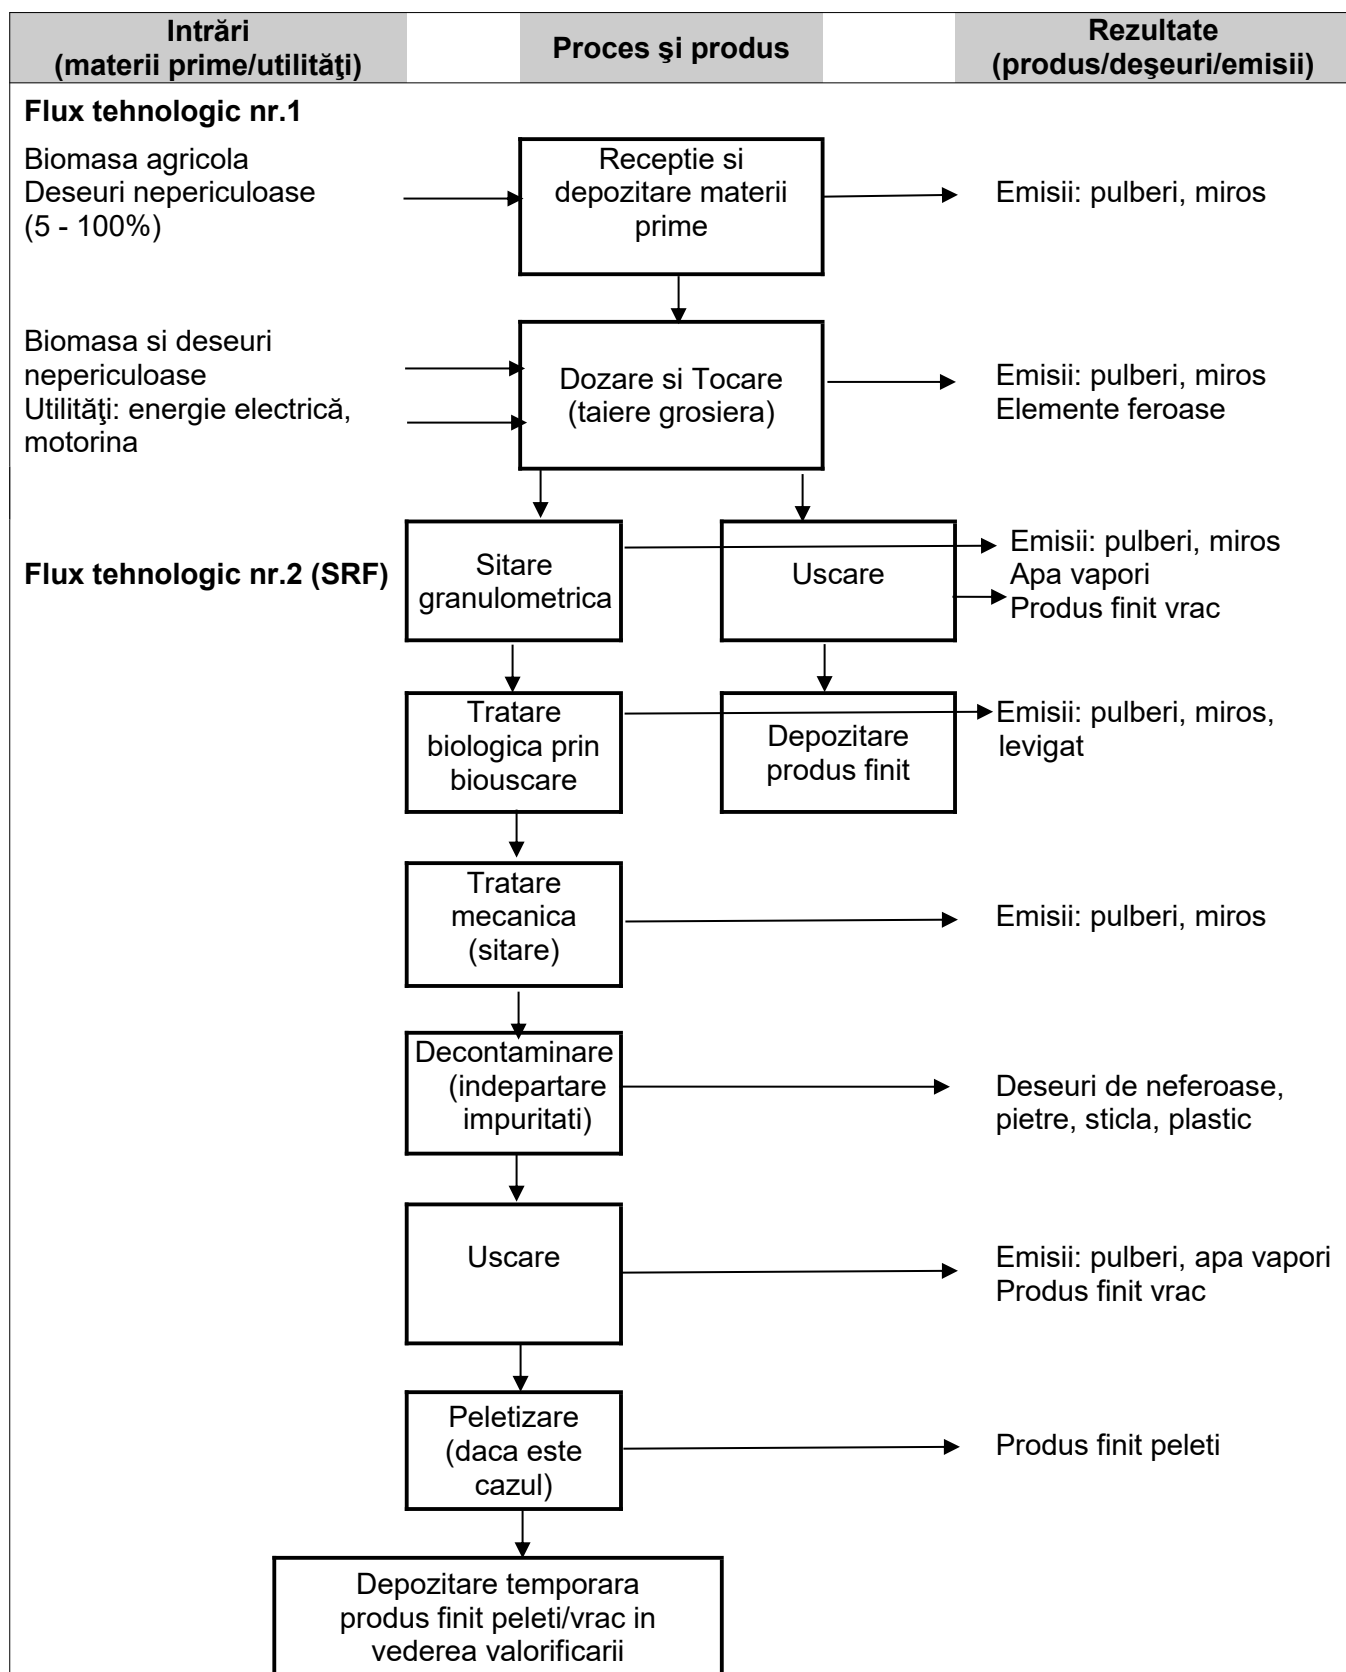 Intrări
(materii prime/utilităţi)
Proces şi produs
Rezultate
(produs/deşeuri/emisii)
Flux tehnologic nr.1
Biomasa agricola
Deseuri nepericuloase
(5 - 100%)
Receptie si
depozitare materii
prime
Emisii: pulberi, miros
Biomasa si deseuri
nepericuloase
Utilităţi: energie electrică,
motorina
Dozare si Tocare
(taiere grosiera)
Emisii: pulberi, miros
Elemente feroase
Flux tehnologic nr.2 (SRF)
Sitare
granulometrica
Uscare
Emisii: pulberi, miros
Apa vapori
Produs finit vrac
Tratare
biologica prin
biouscare
Depozitare
produs finit
Emisii: pulberi, miros,
levigat
Tratare
mecanica
(sitare)
Emisii: pulberi, miros
Decontaminare
(indepartare
impuritati)
Deseuri de neferoase,
pietre, sticla, plastic
Uscare
Emisii: pulberi, apa vapori
Produs finit vrac
Peletizare
(daca este
cazul)
Produs finit peleti
Depozitare temporara
produs finit peleti/vrac in
vederea valorificarii